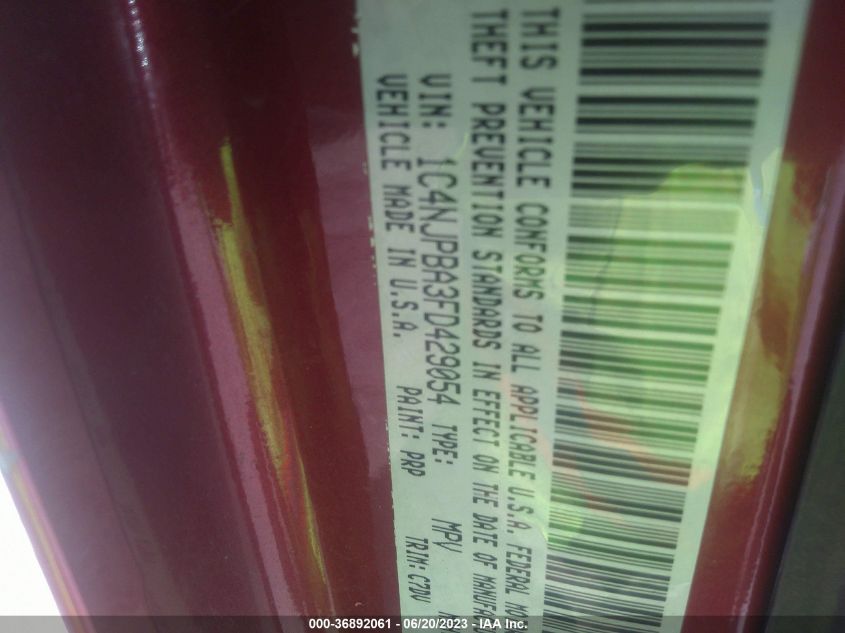 THIS VEHICLE CONFORMS TO ALL APPLICABLE U.S.A. FEDERAL MO
THEFT PREVENTION STANDARDS IN EFFECT ON THE DATE OF MANUFA
VIN: 1C4NJPBA3FD429054 TYPE: MPV
VEHICLE MADE IN U.S.A. PAINT: PRP TRIM: C7DV
000-36892061 - 06/20/2023 - IAA Inc.